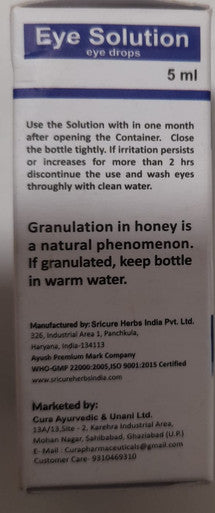 Eye Solution
eye drops
5 ml
Use the Solution with in one month
after opening the Container. Close
the bottle tightly. If irritation persists
or increases for more than 2 hrs
discontinue the use and wash eyes
throughly with clean water.
Granulation in honey is
a natural phenomenon.
If granulated, keep bottle
in warm water.
Manufactured by: Sricure Herbs India Pvt. Ltd.
326, Industrial Area 1, Panchkula,
Haryana, India-134113
Ayush Premium Mark Company
WHO-GMP 22000:2005,ISO 9001:2015 Certified
www.sricureherbsindia.com
Marketed by:
Cura Ayurvedic & Unani Ltd.
13A/13,Site - 2, Karehra Industrial Area,
Mohan Nagar, Sahibabad, Ghaziabad (U.P.)
E- Mail : Curapharmaceuticals@gmail.com
Customer Care- 9310469310